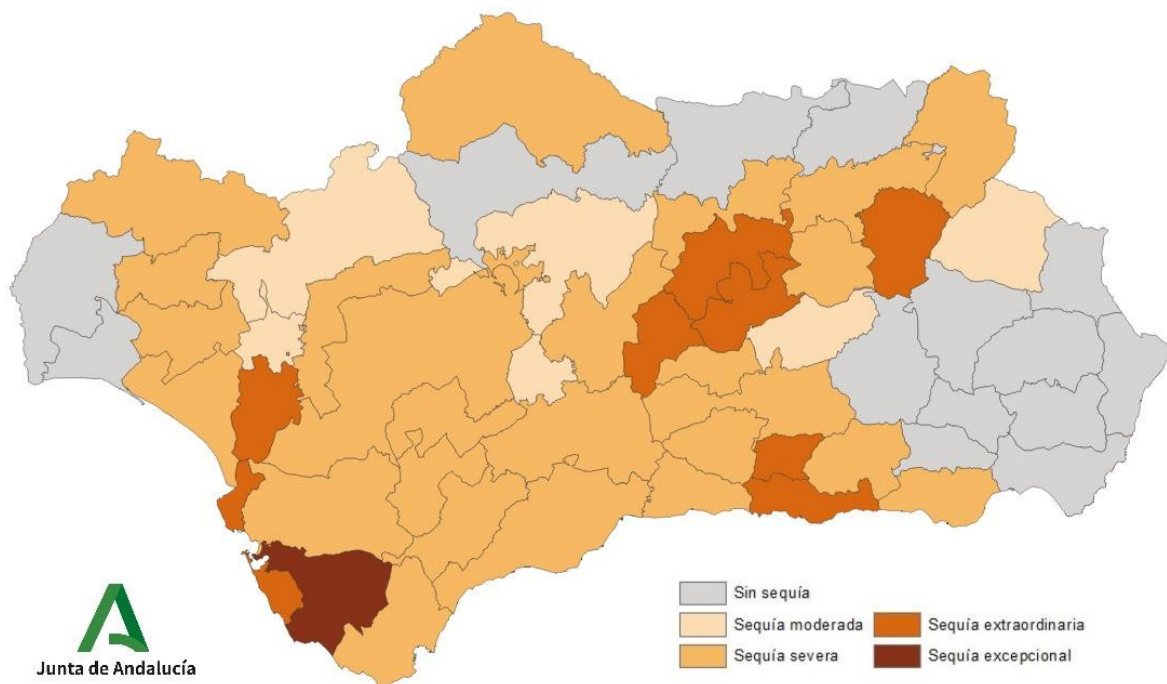 Sin sequía
Sequía moderada
Sequía severa
Sequía extraordinaria
Sequía excepcional
Junta de Andalucía